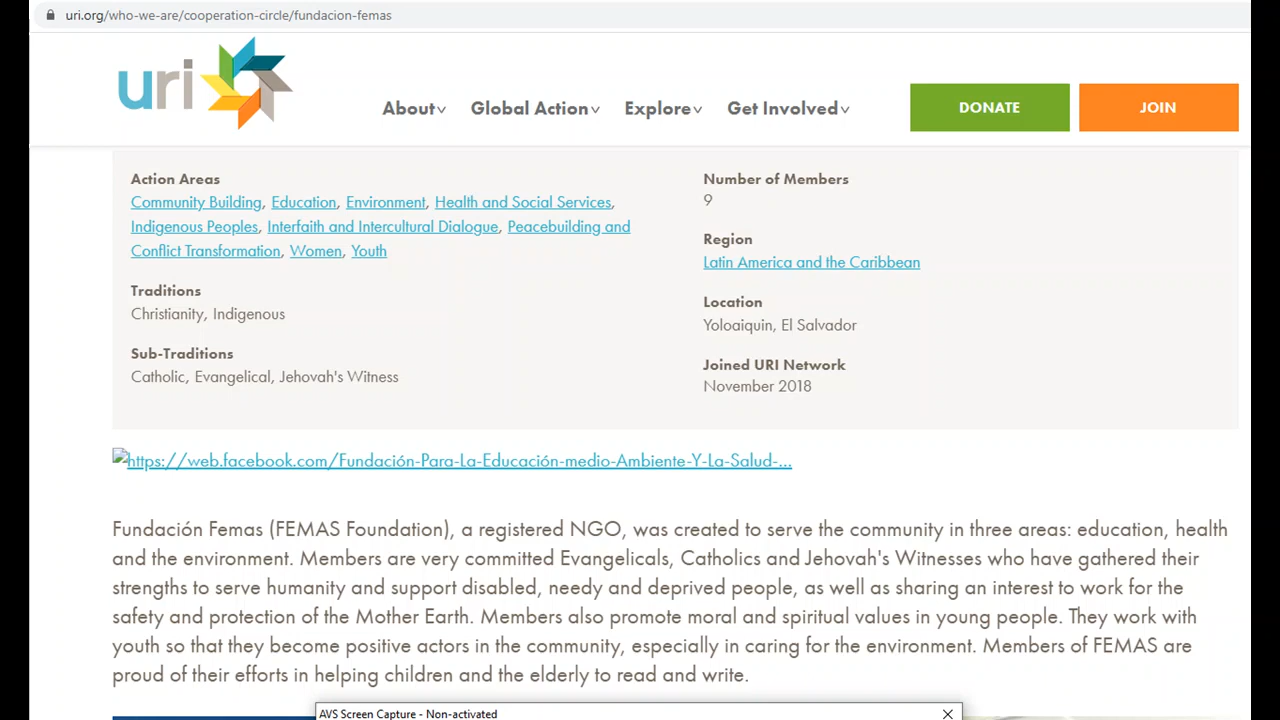 uri.org/who-we-are/cooperation-circle/fundacion-femas
uri
About
Global Action
Explore
Get Involved
DONATE
JOIN
Action Areas
Community Building, Education, Environment, Health and Social Services,
Indigenous Peoples, Interfaith and Intercultural Dialogue, Peacebuilding and
Conflict Transformation, Women, Youth
Traditions
Christianity, Indigenous
Sub-Traditions
Catholic, Evangelical, Jehovah's Witness
Number of Members
9
Region
Latin America and the Caribbean
Location
Yoloaiquin, El Salvador
Joined URI Network
November 2018
https://web.facebook.com/Fundación-Para-La-Educación-medio-Ambiente-Y-La-Salud-...
Fundación Femas (FEMAS Foundation), a registered NGO, was created to serve the community in three areas: education, health
and the environment. Members are very committed Evangelicals, Catholics and Jehovah's Witnesses who have gathered their
strengths to serve humanity and support disabled, needy and deprived people, as well as sharing an interest to work for the
safety and protection of the Mother Earth. Members also promote moral and spiritual values in young people. They work with
youth so that they become positive actors in the community, especially in caring for the environment. Members of FEMAS are
proud of their efforts in helping children and the elderly to read and write.
AVS Screen Capture - Non-activated